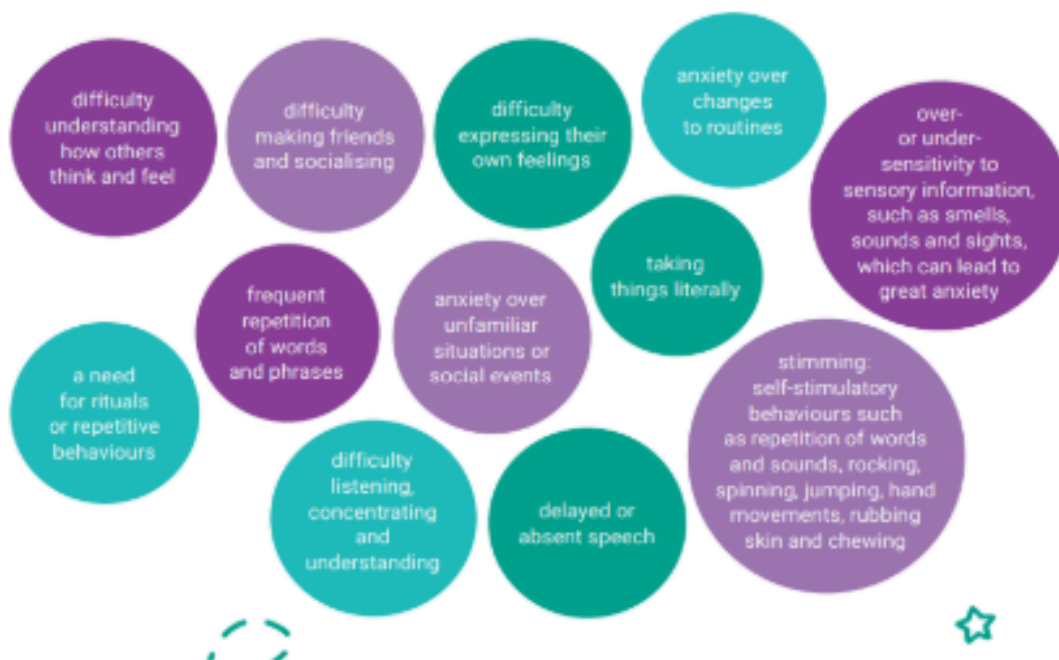 difficulty
understanding
how others
think and feel
difficulty
making friends
and socialising
difficulty
expressing their
own feelings
anxiety over
changes
to routines
over-
or under-
sensitivity to
sensory information,
such as smells,
sounds and sights,
which can lead to
great anxiety
frequent
repetition
of words
and phrases
anxiety over
unfamiliar
situations or
social events
taking
things literally
a need
for rituals
or repetitive
behaviours
difficulty
listening,
concentrating
and
understanding
delayed or
absent speech
stimming:
self-stimulatory
behaviours such
as repetition of words
and sounds, rocking,
spinning, jumping, hand
movements, rubbing
skin and chewing